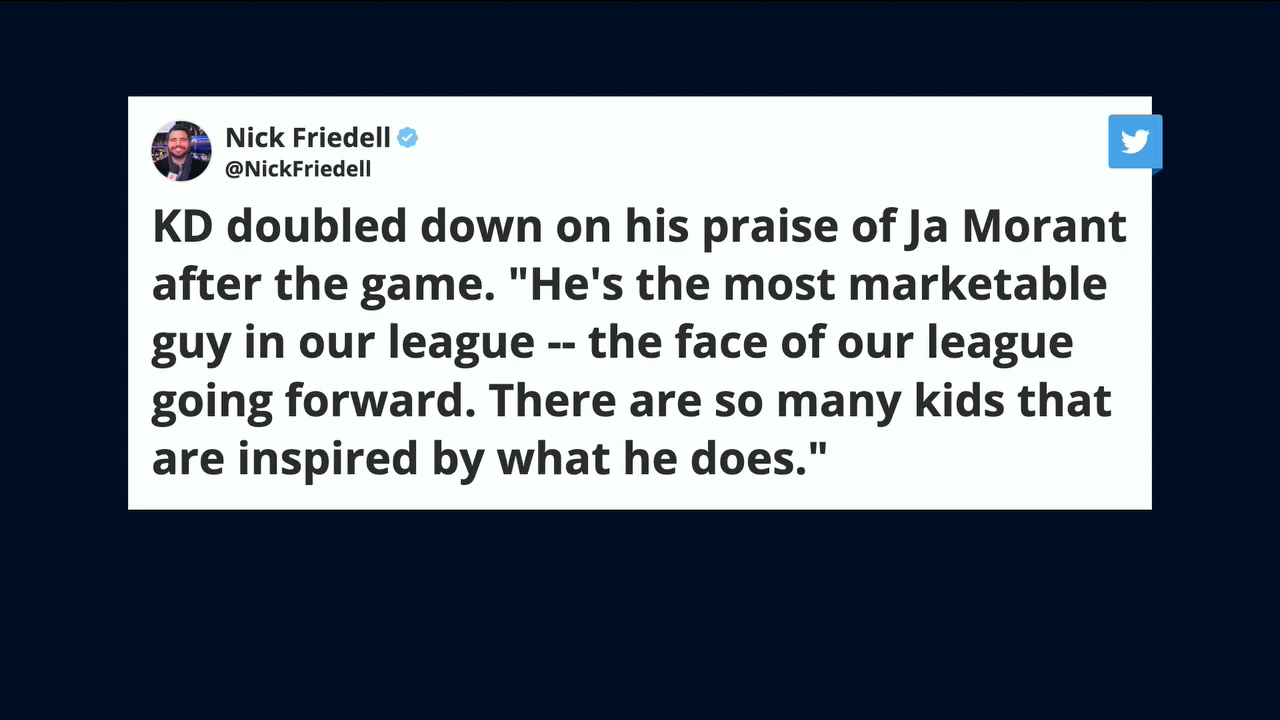 Nick Friedell
@NickFriedell
KD doubled down on his praise of Ja Morant
after the game. "He's the most marketable
guy in our league -- the face of our league
going forward. There are so many kids that
are inspired by what he does."